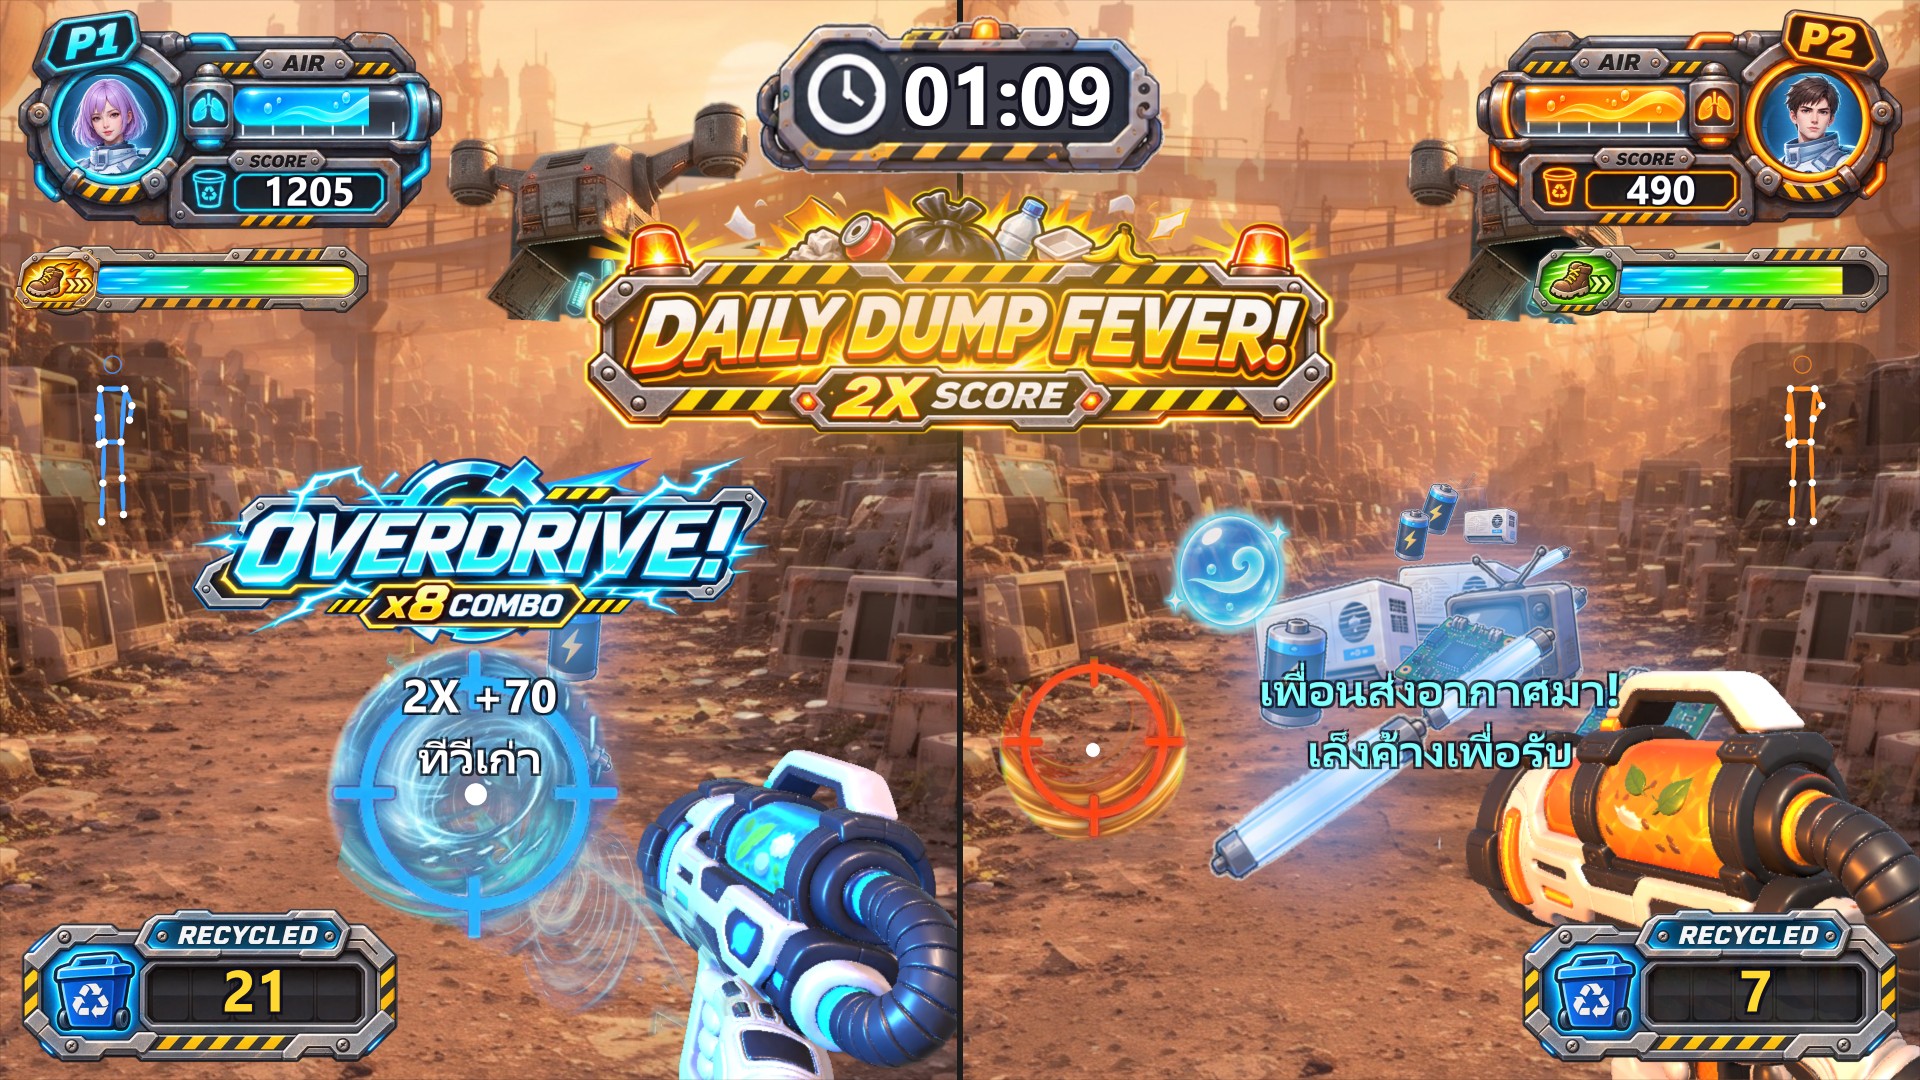 P1
AIR
SCORE
1205
01:09
P2
AIR
SCORE
490
DAILY DUMP FEVER!
2X SCORE
OVERDRIVE!
x8 COMBO
2X +70
ทีวีเก่า
เพื่อนส่งอากาศมา!
เล็งค้างเพื่อรับ
RECYCLED
21
RECYCLED
7